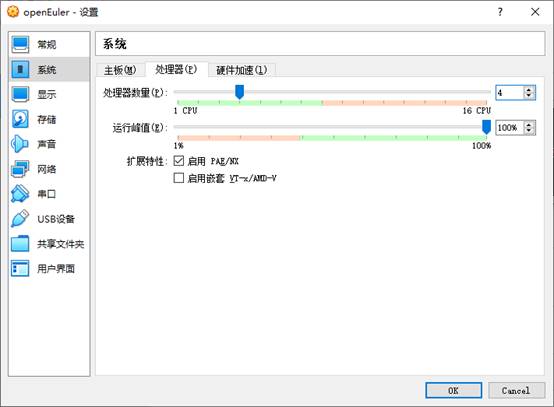 openEuler - 设置
常规
系统
显示
存储
声音
网络
串口
USB设备
共享文件夹
用户界面
系统
主板(M) 处理器(P) 硬件加速(L)
处理器数量(P): 4
1 CPU 16 CPU
运行峰值(E): 100%
1% 100%
扩展特性: 启用 PAE/NX
启用嵌套 VT-x/AMD-V
OK Cancel